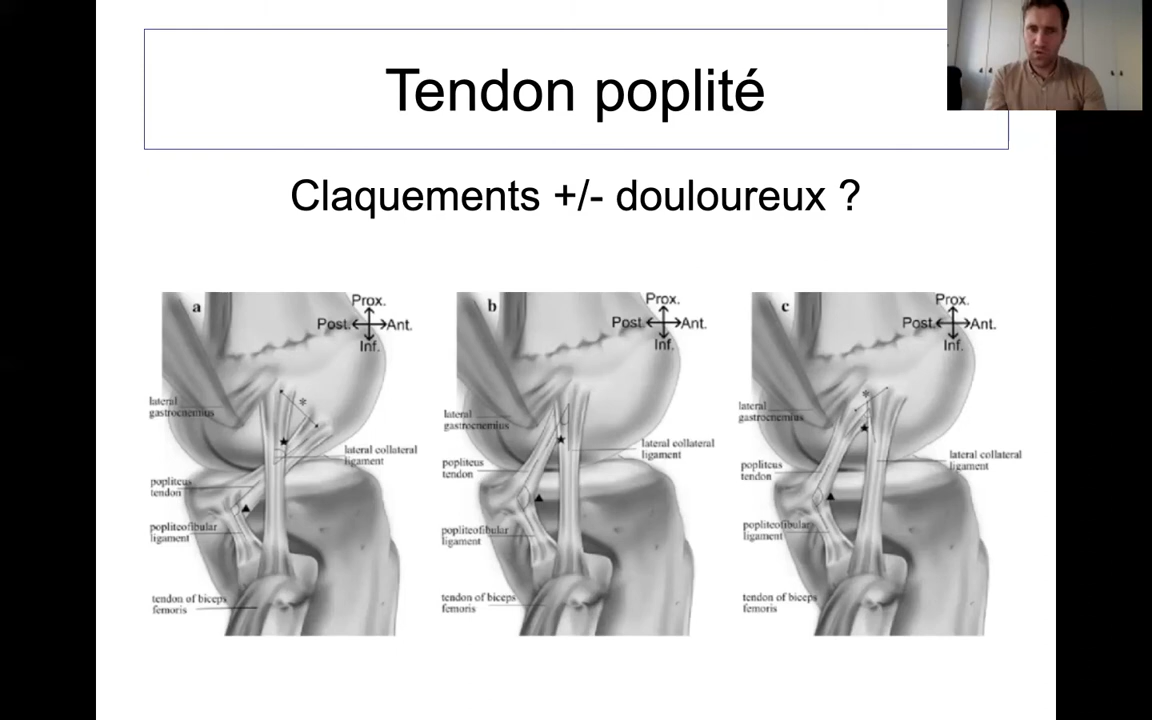 Tendon poplité
Claquements +/- douloureux ?
a
Prox.
Post.
Ant.
Inf.
lateral
gastrocnemius
lateral collateral
ligament
popliteus
tendon
popliteofibular
ligament
tendon of biceps
femoris
b
Prox.
Post.
Ant.
Inf.
lateral
gastrocnemius
lateral collateral
ligament
popliteus
tendon
popliteofibular
ligament
tendon of biceps
femoris
c
Prox.
Post.
Ant.
Inf.
lateral
gastrocnemius
lateral collateral
ligament
popliteus
tendon
popliteofibular
ligament
tendon of biceps
femoris